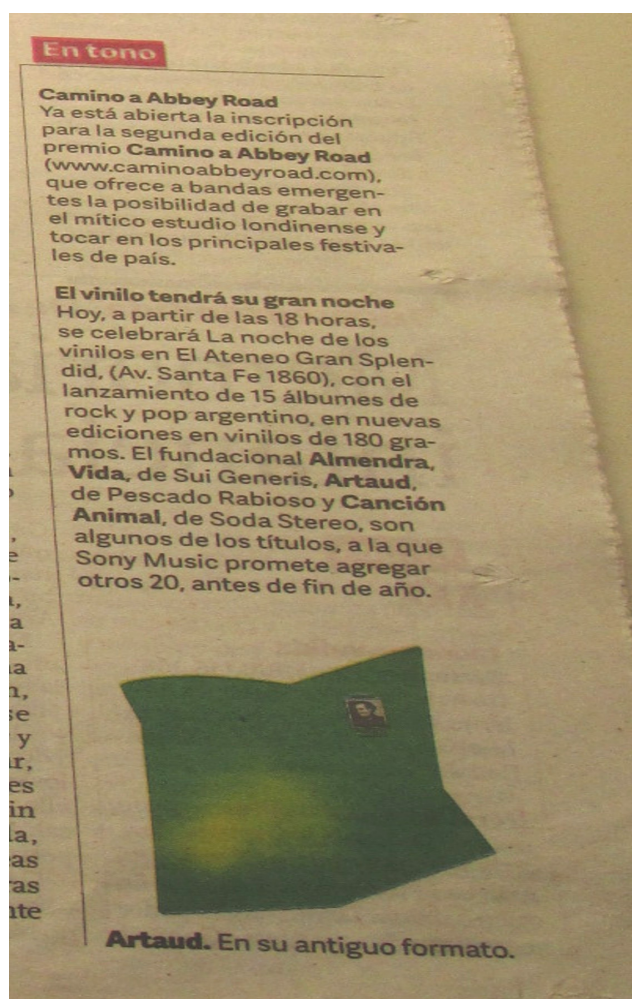 En tono
Camino a Abbey Road
Ya está abierta la inscripción
para la segunda edición del
premio Camino a Abbey Road
(www.caminoabbeyroad.com),
que ofrece a bandas emergen-
tes la posibilidad de grabar en
el mítico estudio londinense y
tocar en los principales festiva-
les de país.
El vinilo tendrá su gran noche
Hoy, a partir de las 18 horas,
se celebrará La noche de los
vinilos en El Ateneo Gran Splen-
did, (Av. Santa Fe 1860), con el
lanzamiento de 15 álbumes de
rock y pop argentino, en nuevas
ediciones en vinilos de 180 gra-
mos. El fundacional Almendra,
Vida, de Sui Generis, Artaud,
de Pescado Rabioso y Canción
Animal, de Soda Stereo, son
algunos de los títulos, a la que
Sony Music promete agregar
otros 20, antes de fin de año.
Artaud. En su antiguo formato.